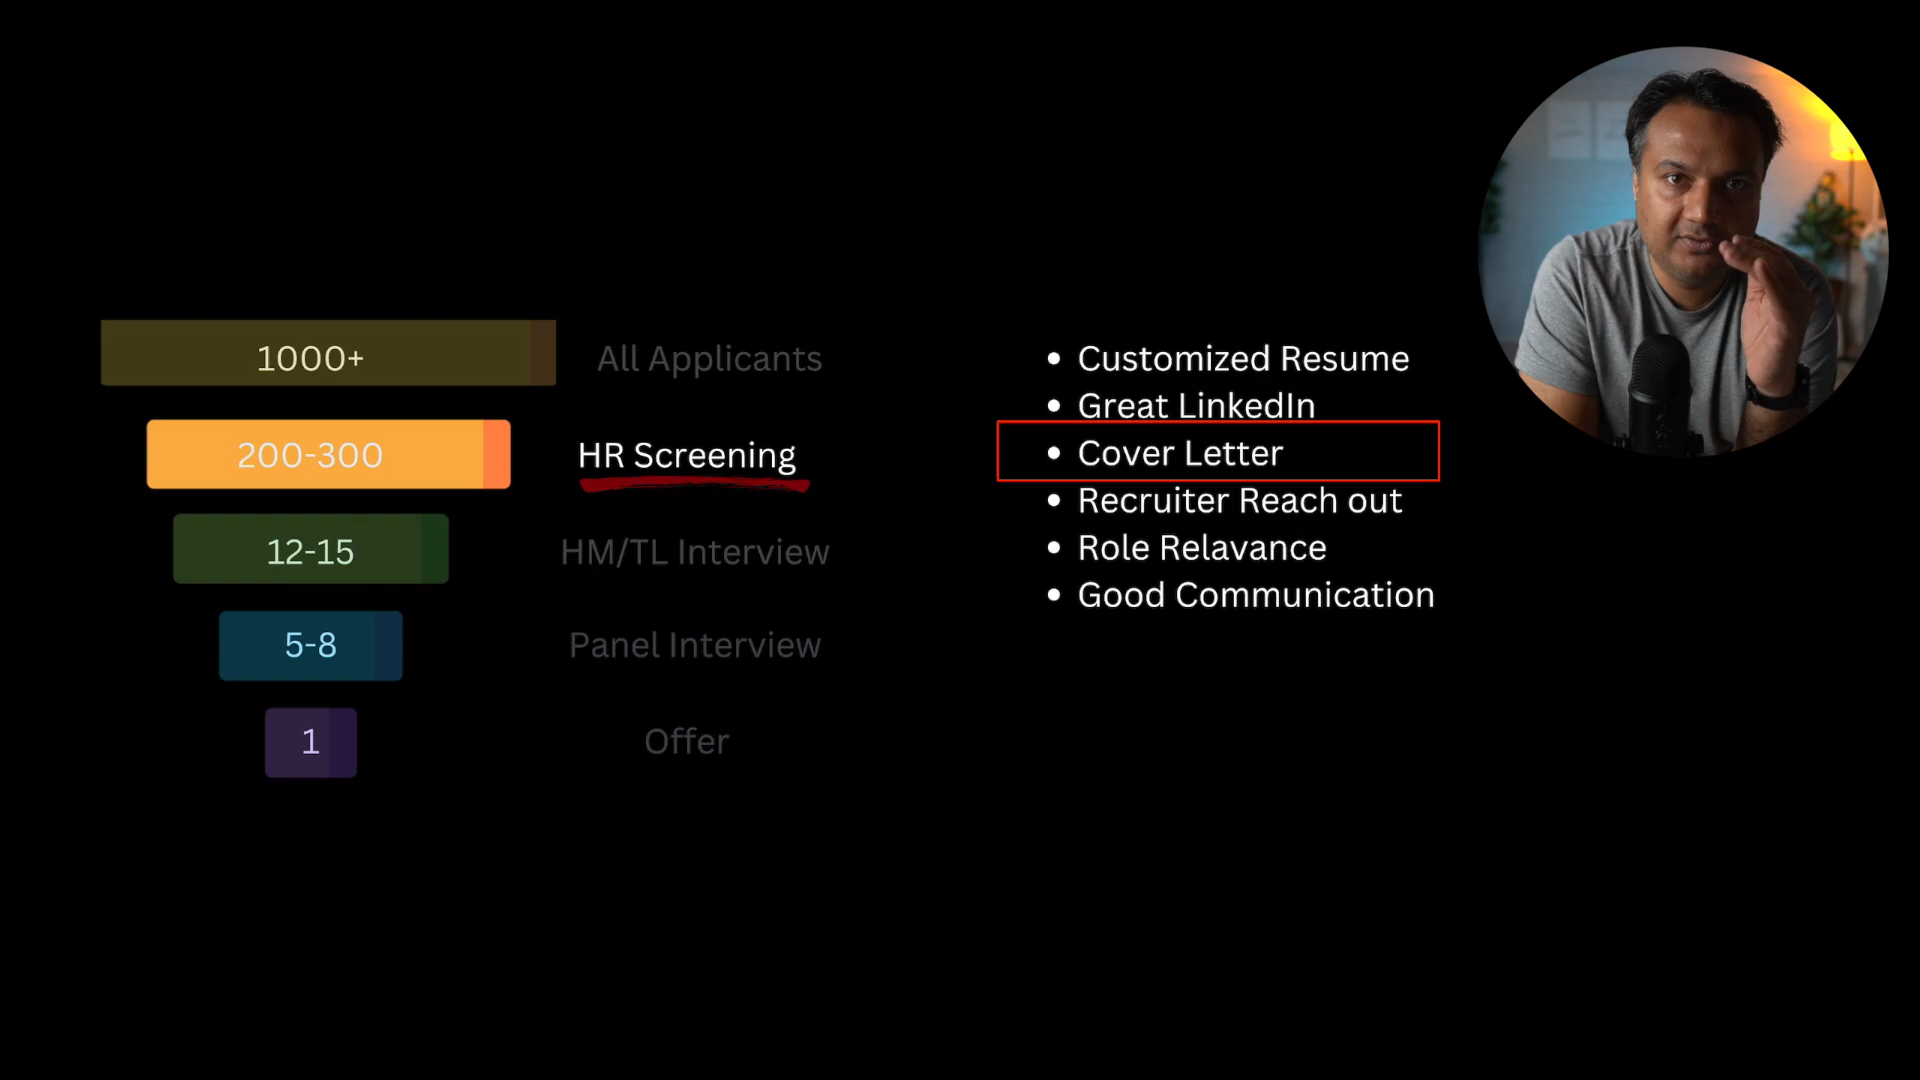 1000+ All Applicants
200-300 HR Screening
12-15 HM/TL Interview
5-8 Panel Interview
1 Offer
• Customized Resume
• Great LinkedIn
• Cover Letter
• Recruiter Reach out
• Role Relavance
• Good Communication